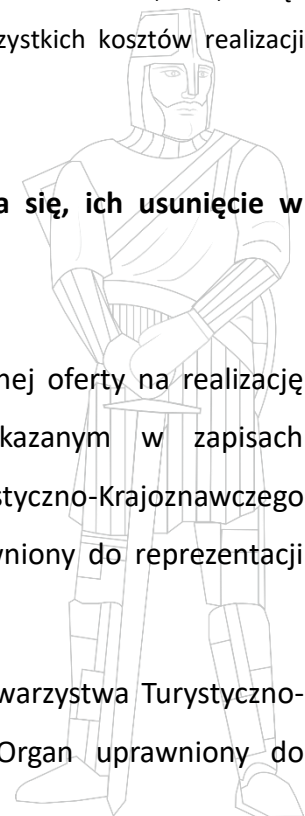 zystkich kosztów realizacji
a się, ich usunięcie w
nej oferty na realizację
kazanym w zapisach
styczno-Krajoznawczego
wniony do reprezentacji
warzystwa Turystyczno-
Organ uprawniony do